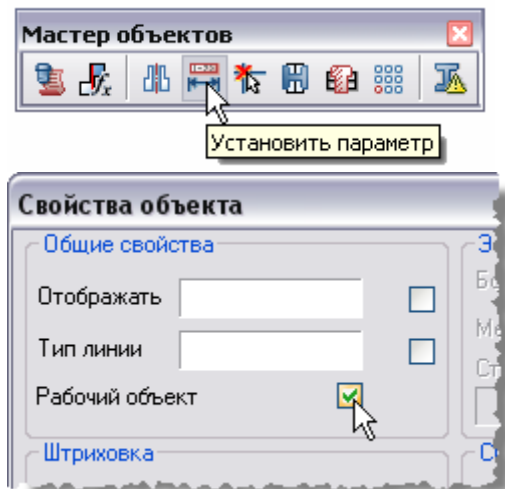 Мастер объектов
Установить параметр
Свойства объекта
Общие свойства
Отображать
Тип линии
Рабочий объект
Штриховка